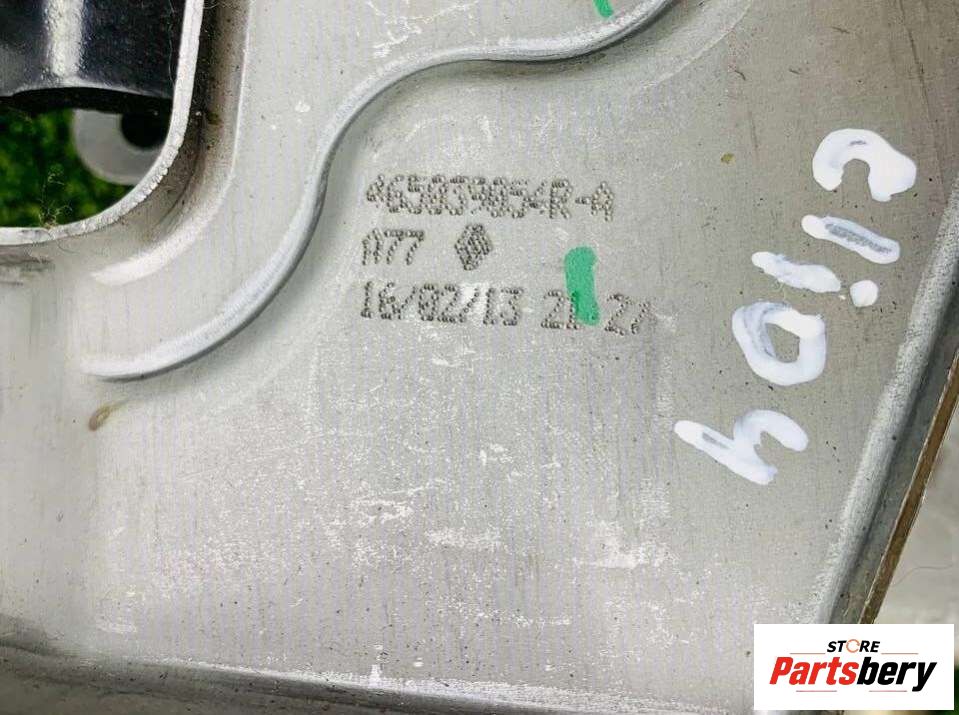 465039054R-A
A77
16/02/13 21:27
STORE
Partsbery